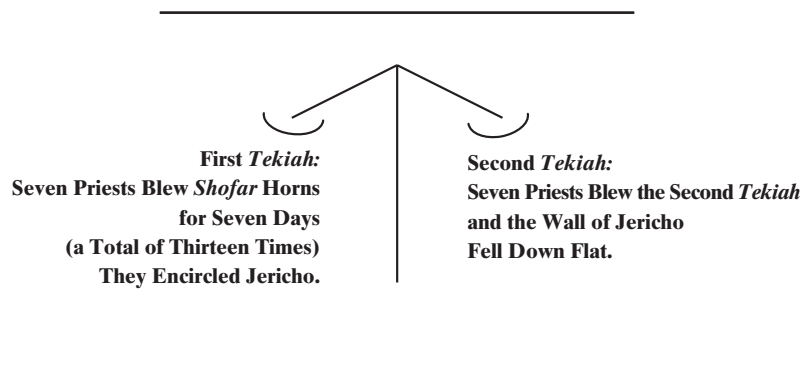 First Tekiah:
Seven Priests Blew Shofar Horns
for Seven Days
(a Total of Thirteen Times)
They Encircled Jericho.
Second Tekiah:
Seven Priests Blew the Second Tekiah
and the Wall of Jericho
Fell Down Flat.